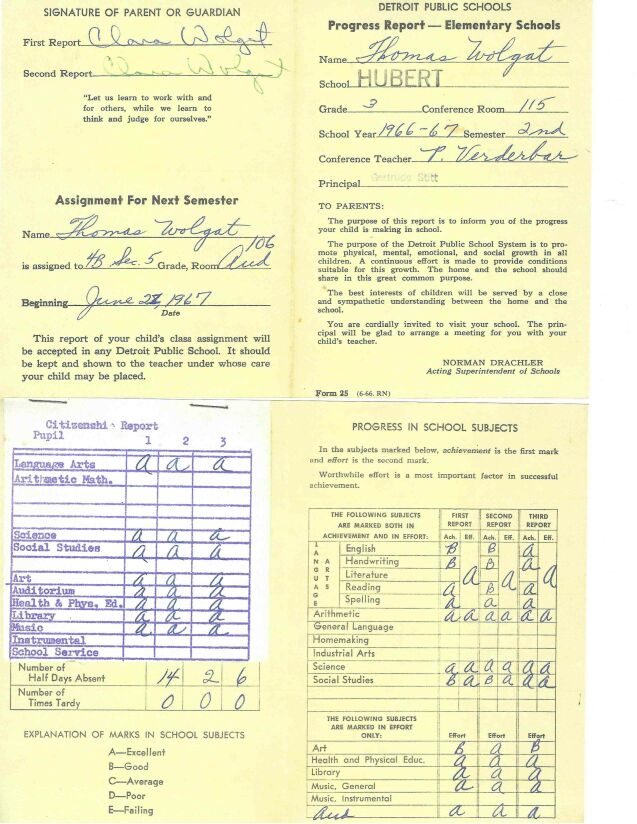 SIGNATURE OF PARENT OR GUARDIAN
First Report Clara Wolgat
Second Report Clara Wolgat
"Let us learn to work with and
for others, while we learn to
think and judge for ourselves."
Assignment For Next Semester
Name Thomas Wolgat
106
is assigned to 4B Sec. 5 Grade, Room Aud
Beginning June 27, 1967
Date
This report of your child's class assignment will
be accepted in any Detroit Public School. It should
be kept and shown to the teacher under whose care
your child may be placed.
DETROIT PUBLIC SCHOOLS
Progress Report — Elementary Schools
Name Thomas Wolgat
School HUBERT
Grade 3 Conference Room 115
School Year 1966-67 Semester 2nd
Conference Teacher P. Verderbar
Principal Gertrude Stitt
TO PARENTS:
The purpose of this report is to inform you of the progress
your child is making in school.
The purpose of the Detroit Public School System is to pro-
mote physical, mental, emotional, and social growth in all
children. A continuous effort is made to provide conditions
suitable for this growth. The home and the school should
share in this great common purpose.
The best interests of children will be served by a close
and sympathetic understanding between the home and the
school.
You are cordially invited to visit your school. The prin-
cipal will be glad to arrange a meeting for you with your
child's teacher.
NORMAN DRACHLER
Acting Superintendent of Schools
Form 25 (6-66. RN)
Citizenship Report
Pupil
1 2 3
Language Arts a a a
Arithmetic Math.
Science a a a
Social Studies a a a
Art a a a
Auditorium a a a
Health & Phys. Ed. a a a
Library a a a
Music a a a
Instrumental
School Service
Number of
Half Days Absent 14 2 6
Number of
Times Tardy 0 0 0
EXPLANATION OF MARKS IN SCHOOL SUBJECTS
A—Excellent
B—Good
C—Average
D—Poor
E—Failing
PROGRESS IN SCHOOL SUBJECTS
In the subjects marked below, achievement is the first mark
and effort is the second mark.
Worthwhile effort is a most important factor in successful
achievement.
THE FOLLOWING SUBJECTS
ARE MARKED BOTH IN
ACHIEVEMENT AND IN EFFORT:
FIRST REPORT SECOND REPORT THIRD REPORT
Ach. Eff. Ach. Eff. Ach. Eff.
LANGUAGE ARTS
English B B a
Handwriting B B a
Literature a a a
Reading a B a
Spelling a a a
Arithmetic a a a a a a
General Language
Homemaking
Industrial Arts
Science a a a a a a
Social Studies B a B a a a
THE FOLLOWING SUBJECTS
ARE MARKED IN EFFORT
ONLY:
Effort Effort Effort
Art B a B
Health and Physical Educ. a a a
Library a a a
Music, General a a a
Music, Instrumental
Aud a a a